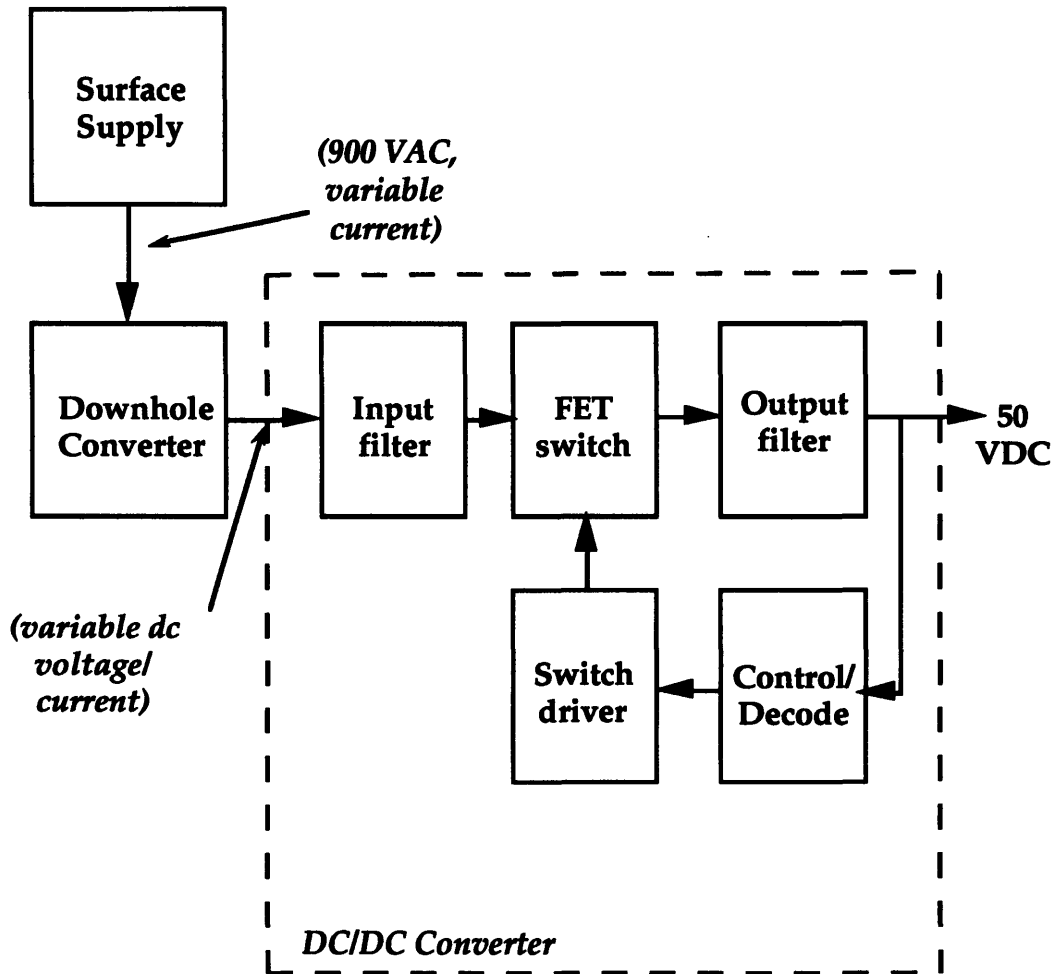 Surface
Supply
(900 VAC,
variable
current)
Downhole
Converter
Input
filter
FET
switch
Output
filter
50
VDC
(variable dc
voltage/
current)
Switch
driver
Control/
Decode
DC/DC Converter